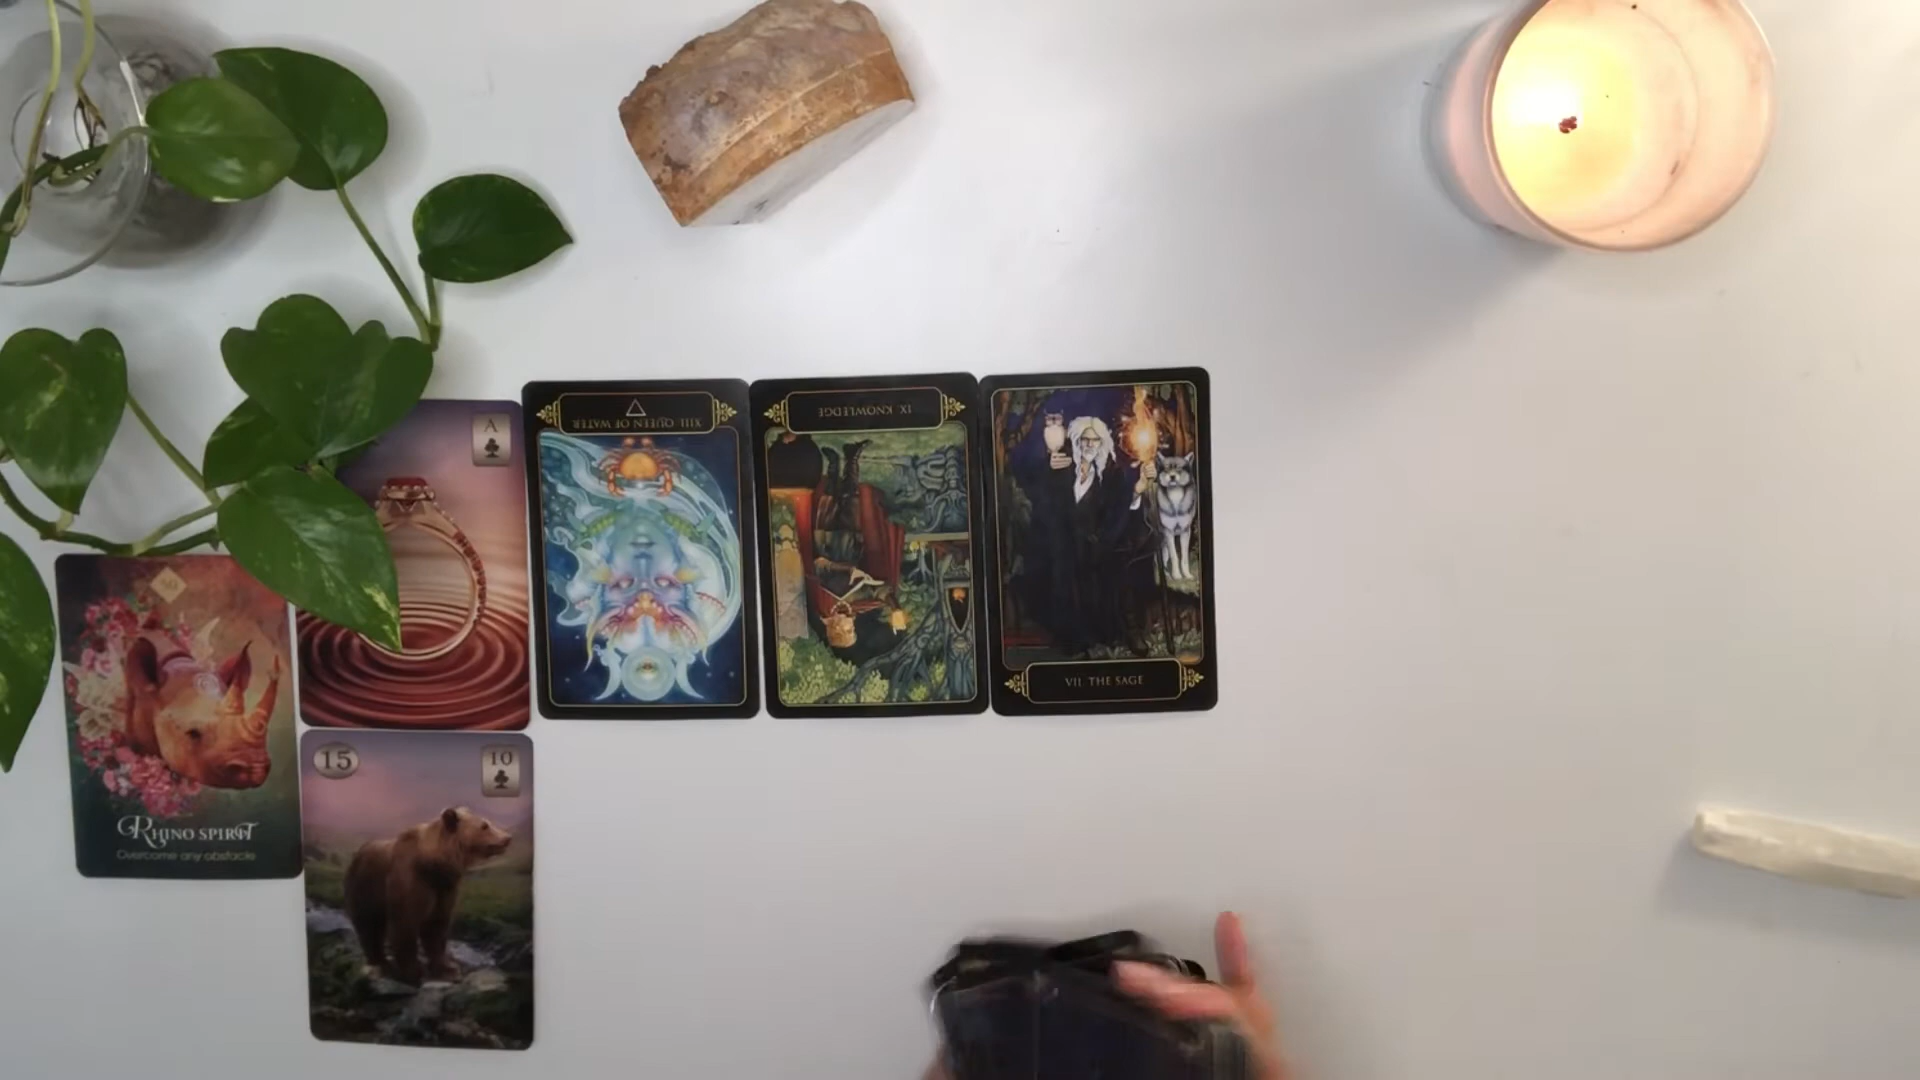 A
XIII. QUEEN OF WATER
IX. KNOWLEDGE
VII. THE SAGE
RHINO SPIRIT
Overcome any obstacle
15
10